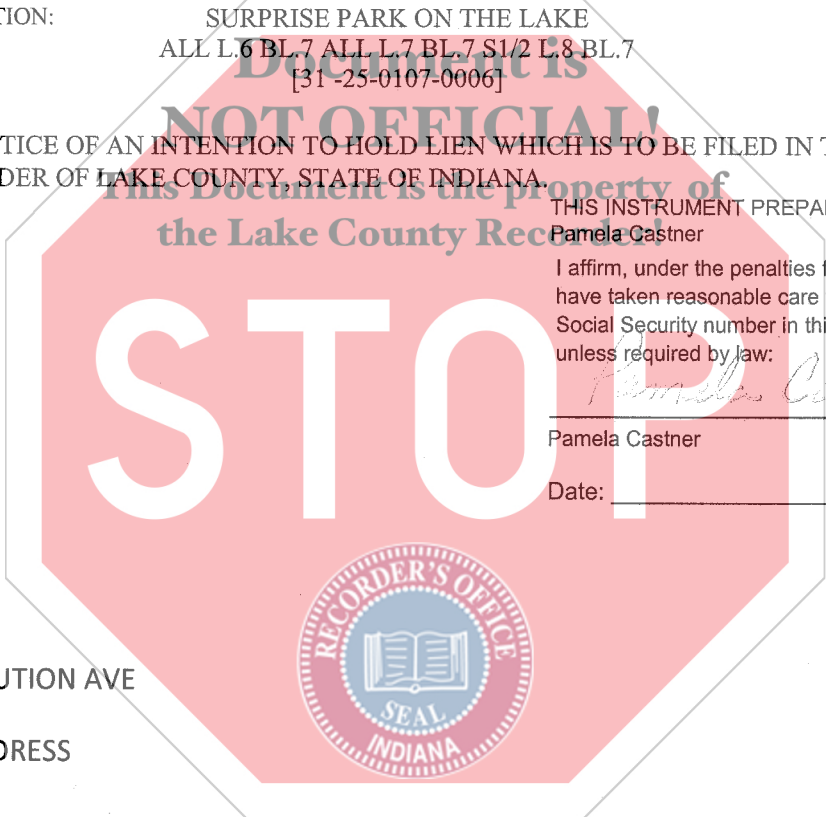 TION: SURPRISE PARK ON THE LAKE
ALL L.6 BL.7 ALL L.7 BL.7 S1/2 L.8 BL.7
Document is
[31 -25-0107-0006]
NOT OFFICIAL!
TICE OF AN INTENTION TO HOLD LIEN WHICH IS TO BE FILED IN T
DER OF LAKE COUNTY, STATE OF INDIANA.
This Document is the property of
the Lake County Recorder!
THIS INSTRUMENT PREPA
Pamela Castner
I affirm, under the penalties f
have taken reasonable care
Social Security number in thi
unless required by law:
Pamela C
Pamela Castner
Date:
STOP
RECORDER'S OFFICE
SEAL
INDIANA
UTION AVE
DRESS